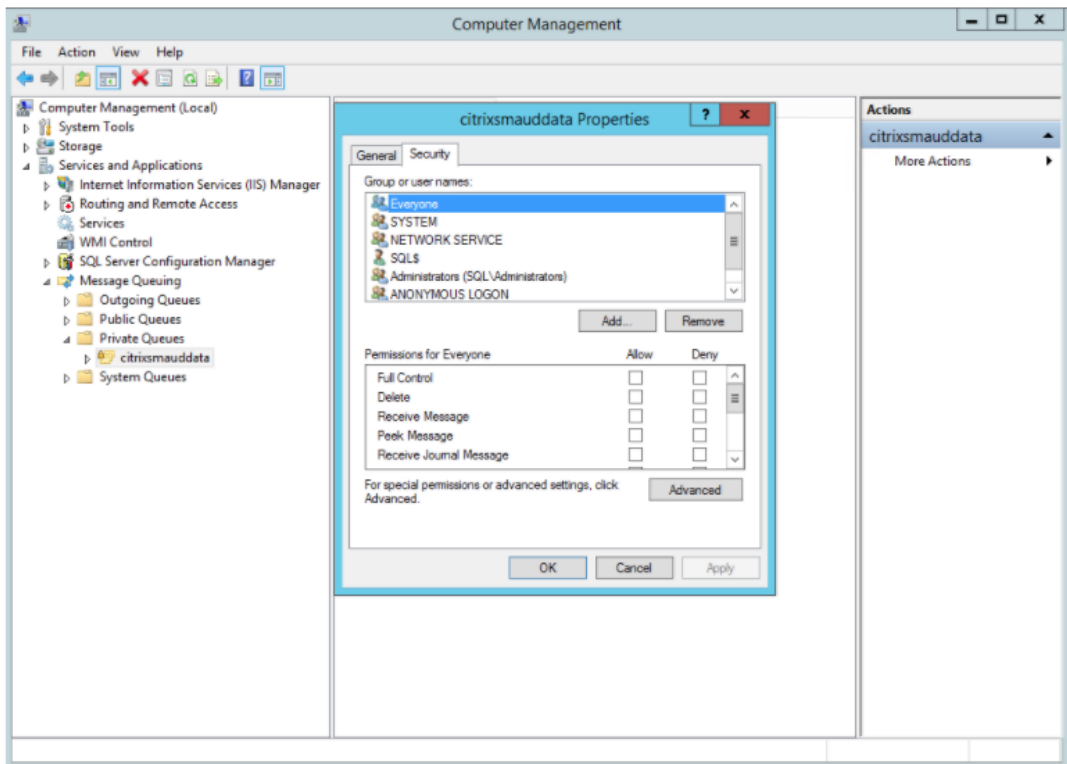 Computer Management
File Action View Help
Computer Management (Local)
System Tools
Storage
Services and Applications
Internet Information Services (IIS) Manager
Routing and Remote Access
Services
WMI Control
SQL Server Configuration Manager
Message Queuing
Outgoing Queues
Public Queues
Private Queues
citrixsmauddata
System Queues
citrixsmauddata Properties
General Security
Group or user names:
Everyone
SYSTEM
NETWORK SERVICE
SQL$
Administrators (SQL\Administrators)
ANONYMOUS LOGON
Add... Remove
Permissions for Everyone Allow Deny
Full Control
Delete
Receive Message
Peek Message
Receive Journal Message
For special permissions or advanced settings, click
Advanced.
Advanced
OK Cancel Apply
Actions
citrixsmauddata
More Actions